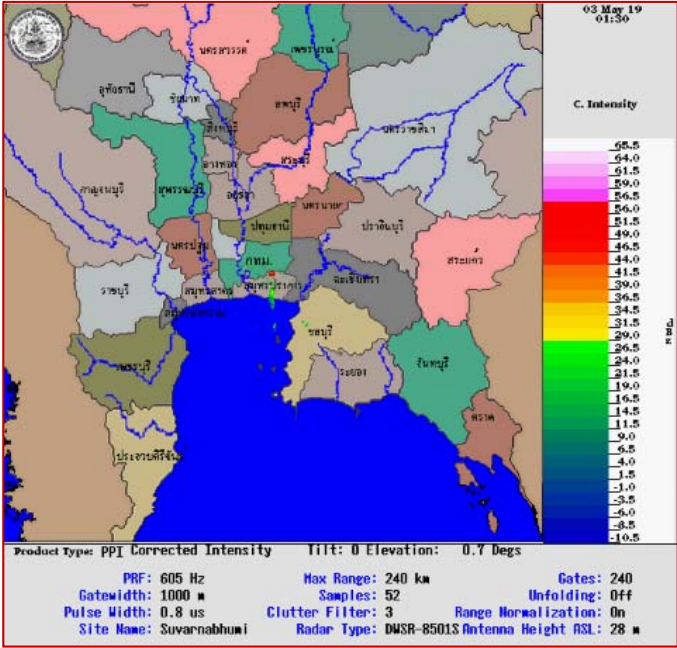 03 May 19
01:30
C. Intensity
นครสวรรค์
เพชรบูรณ์
อุทัยธานี
ชัยนาท
ลพบุรี
นครราชสีมา
สิงห์บุรี
อ่างทอง
สระบุรี
กาญจนบุรี
สุพรรณบุรี
อยุธยา
นครนายก
ปทุมธานี
ปราจีนบุรี
นครปฐม
กทม.
สระแก้ว
ราชบุรี
สมุทรสาคร
สมุทรปราการ
ฉะเชิงเทรา
ชลบุรี
เพชรบุรี
ระยอง
จันทบุรี
ตราด
ประจวบคีรีขัน
65.5
64.0
61.5
59.0
56.5
56.0
51.5
49.0
46.5
44.0
41.5
39.0
36.5
34.5
31.5
29.0
26.5
24.0
21.5
19.0
16.5
14.5
11.5
9.0
6.5
4.0
1.5
-1.0
-3.5
-6.0
-8.5
-10.5
Product Type: PPI Corrected Intensity Tilt: 0 Elevation: 0.7 Degs
PRF: 605 Hz Max Range: 240 km Gates: 240
Gatewidth: 1000 m Samples: 52 Unfolding: Off
Pulse Width: 0.8 us Clutter Filter: 3 Range Normalization: On
Site Name: Suvarnabhumi Radar Type: DWSR-8501S Antenna Height ASL: 28 m